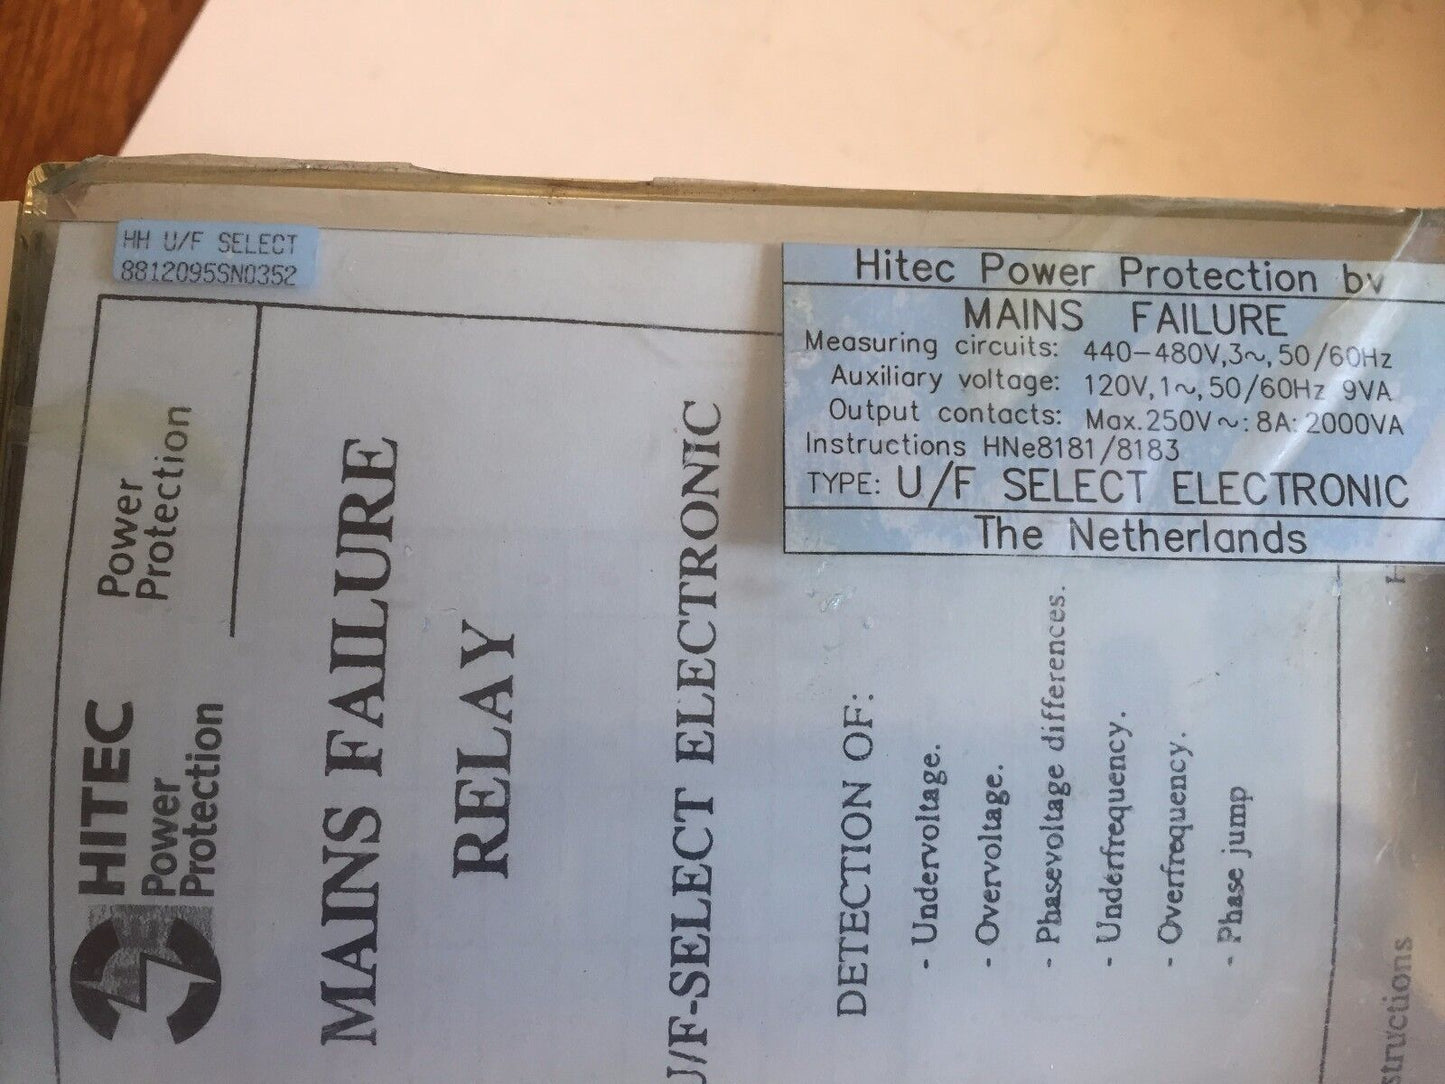 HH U/F SELECT
8812095SN0352
Hitec Power Protection bv
MAINS FAILURE
Measuring circuits: 440-480V,3~,50/60Hz
Auxiliary voltage: 120V,1~,50/60Hz 9VA
Output contacts: Max.250V~:8A:2000VA
Instructions HNe8181/8183
TYPE: U/F SELECT ELECTRONIC
The Netherlands
HITEC
Power
Protection
Power
Protection
MAINS FAILURE
RELAY
U/F-SELECT ELECTRONIC
DETECTION OF:
- Undervoltage.
- Overvoltage.
- Phasevoltage differences.
- Underfrequency.
- Overfrequency.
- Phase jump
structions